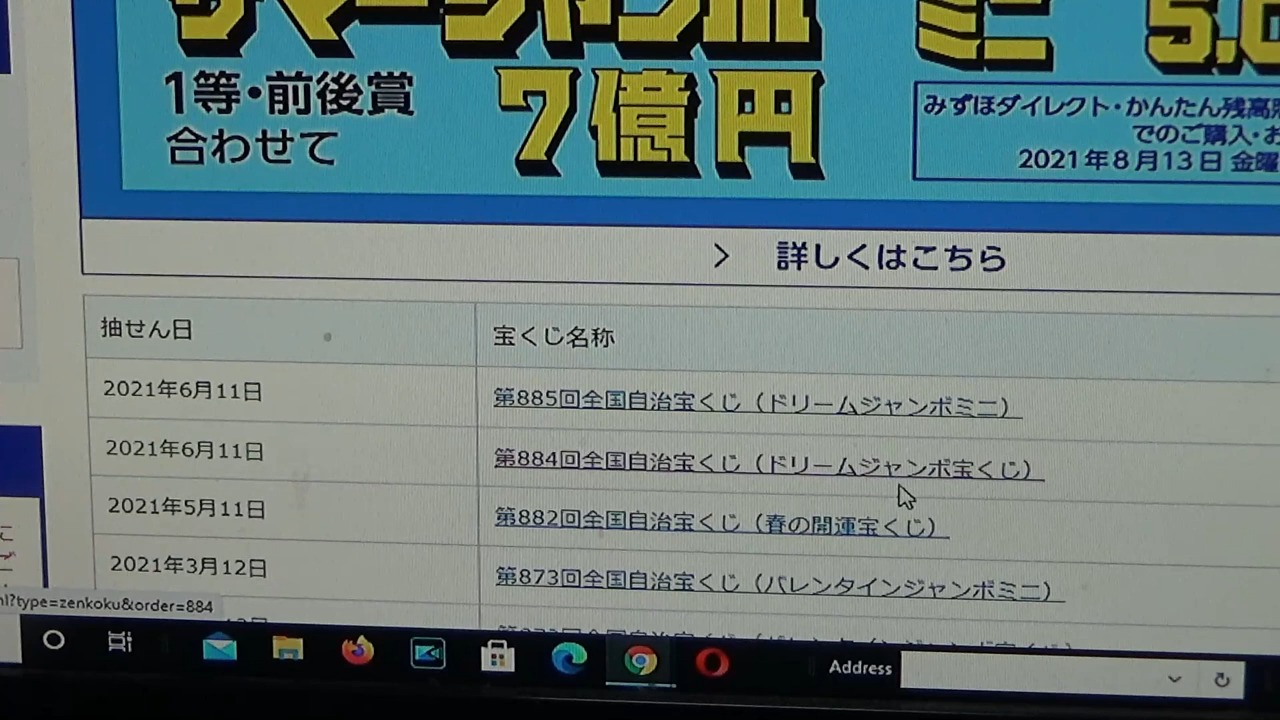 サマージャンボ
ミニ
1等・前後賞
合わせて
7億円
みずほダイレクト・かんたん残高
でのご購入・お
2021年8月13日 金曜
詳しくはこちら
抽せん日 宝くじ名称
2021年6月11日 第885回全国自治宝くじ（ドリームジャンボミニ）
2021年6月11日 第884回全国自治宝くじ（ドリームジャンボ宝くじ）
2021年5月11日 第882回全国自治宝くじ（春の開運宝くじ）
2021年3月12日 第873回全国自治宝くじ（バレンタインジャンボミニ）
?type=zenkoku&order=884
Address